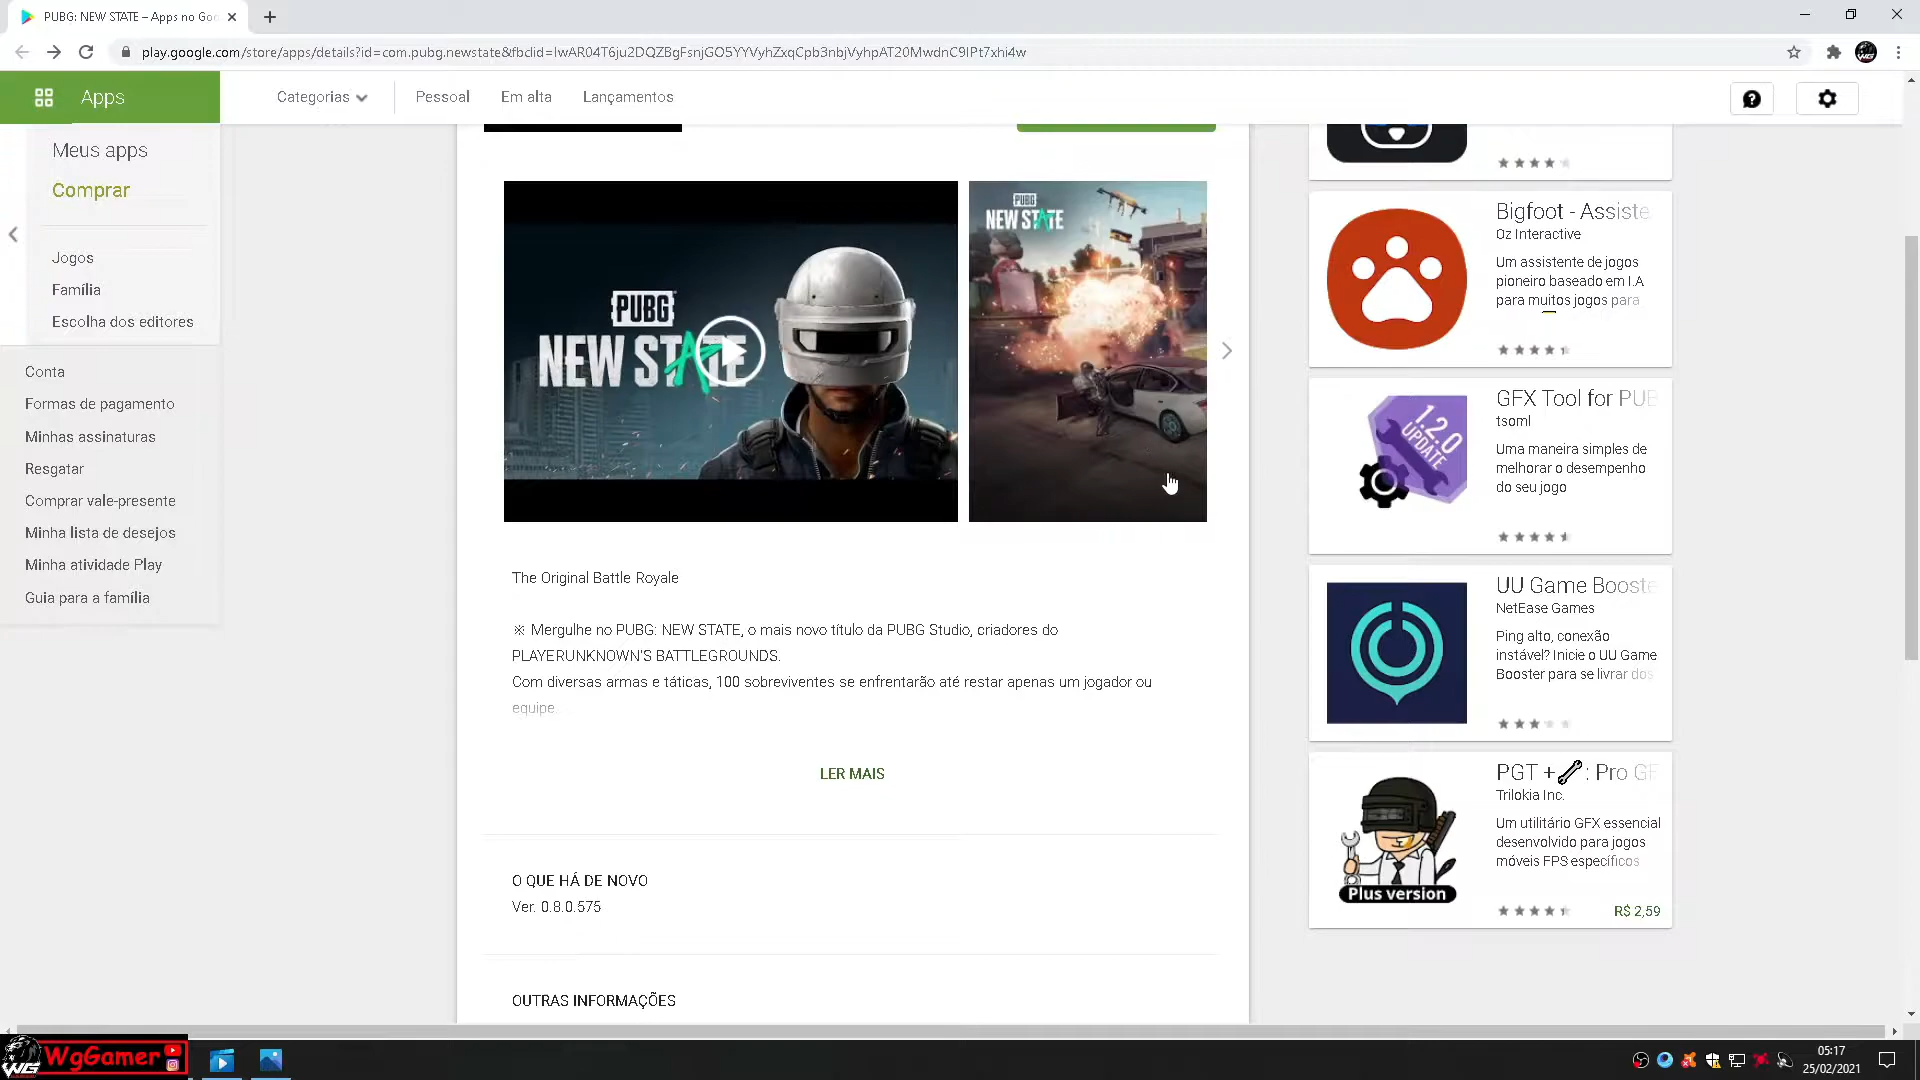 PUBG: NEW STATE – Apps no Goo
play.google.com/store/apps/details?id=com.pubg.newstate&fbclid=IwAR04T6ju2DQZBgFsnjGO5YYVyhZxqCpb3nbjVyhpAT20MwdnC9IPt7xhi4w
Apps
Categorias
Pessoal
Em alta
Lançamentos
Meus apps
Comprar
Jogos
Família
Escolha dos editores
Conta
Formas de pagamento
Minhas assinaturas
Resgatar
Comprar vale-presente
Minha lista de desejos
Minha atividade Play
Guia para a família
PUBG
NEW STATE
PUBG
NEW STATE
The Original Battle Royale
※ Mergulhe no PUBG: NEW STATE, o mais novo título da PUBG Studio, criadores do
PLAYERUNKNOWN'S BATTLEGROUNDS.
Com diversas armas e táticas, 100 sobreviventes se enfrentarão até restar apenas um jogador ou
equipe.
LER MAIS
O QUE HÁ DE NOVO
Ver. 0.8.0.575
OUTRAS INFORMAÇÕES
Bigfoot - Assiste
Oz Interactive
Um assistente de jogos
pioneiro baseado em I.A
para muitos jogos para
1.2.0
UPDATE
GFX Tool for PUB
tsoml
Uma maneira simples de
melhorar o desempenho
do seu jogo
UU Game Booste
NetEase Games
Ping alto, conexão
instável? Inicie o UU Game
Booster para se livrar dos
Plus version
PGT +🔧: Pro GF
Trilokia Inc.
Um utilitário GFX essencial
desenvolvido para jogos
móveis FPS específicos
R$ 2,59
WG
WgGamer
05:17
25/02/2021